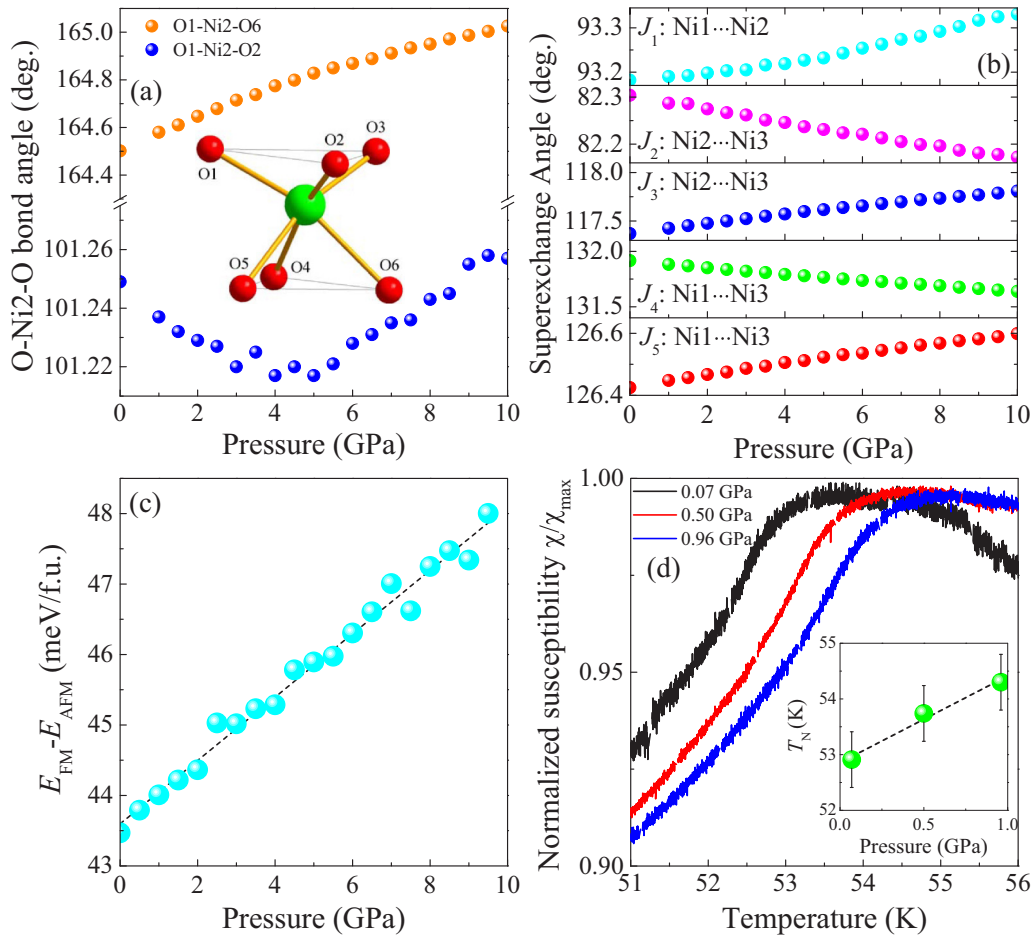 O1-Ni2-O6
O1-Ni2-O2
(a)
O-Ni2-O bond angle (deg.)
165.0
164.8
164.6
164.4
101.26
101.24
101.22
O1
O2
O3
O5
O4
O6
0 2 4 6 8 10
Pressure (GPa)
(b)
Superexchange Angle (deg.)
J1: Ni1···Ni2
J2: Ni2···Ni3
J3: Ni2···Ni3
J4: Ni1···Ni3
J5: Ni1···Ni3
93.3
93.2
82.3
82.2
118.0
117.5
132.0
131.5
126.6
126.4
0 2 4 6 8 10
Pressure (GPa)
(c)
EFM-EAFM (meV/f.u.)
48
47
46
45
44
43
0 2 4 6 8 10
Pressure (GPa)
0.07 GPa
0.50 GPa
0.96 GPa
(d)
Normalized susceptibility χ/χmax
1.00
0.95
0.90
51 52 53 54 55 56
Temperature (K)
TN (K)
55
54
53
52
0.0 0.5 1.0
Pressure (GPa)